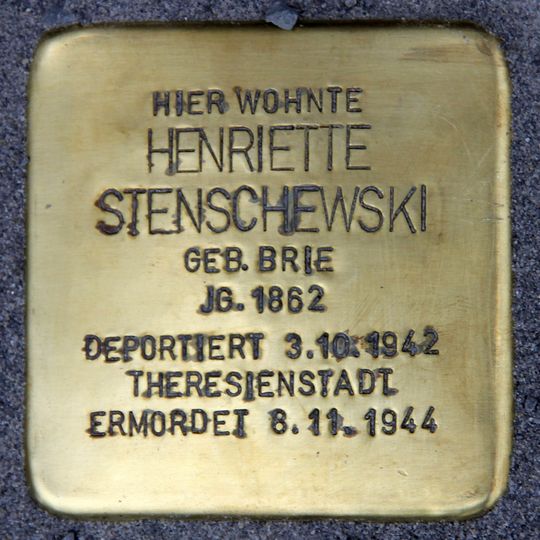 HIER WOHNTE
HENRIETTE
STENSCHEWSKI
GEB. BRIE
JG. 1862
DEPORTIERT 3.10.1942
THERESIENSTADT
ERMORDET 8.11.1944